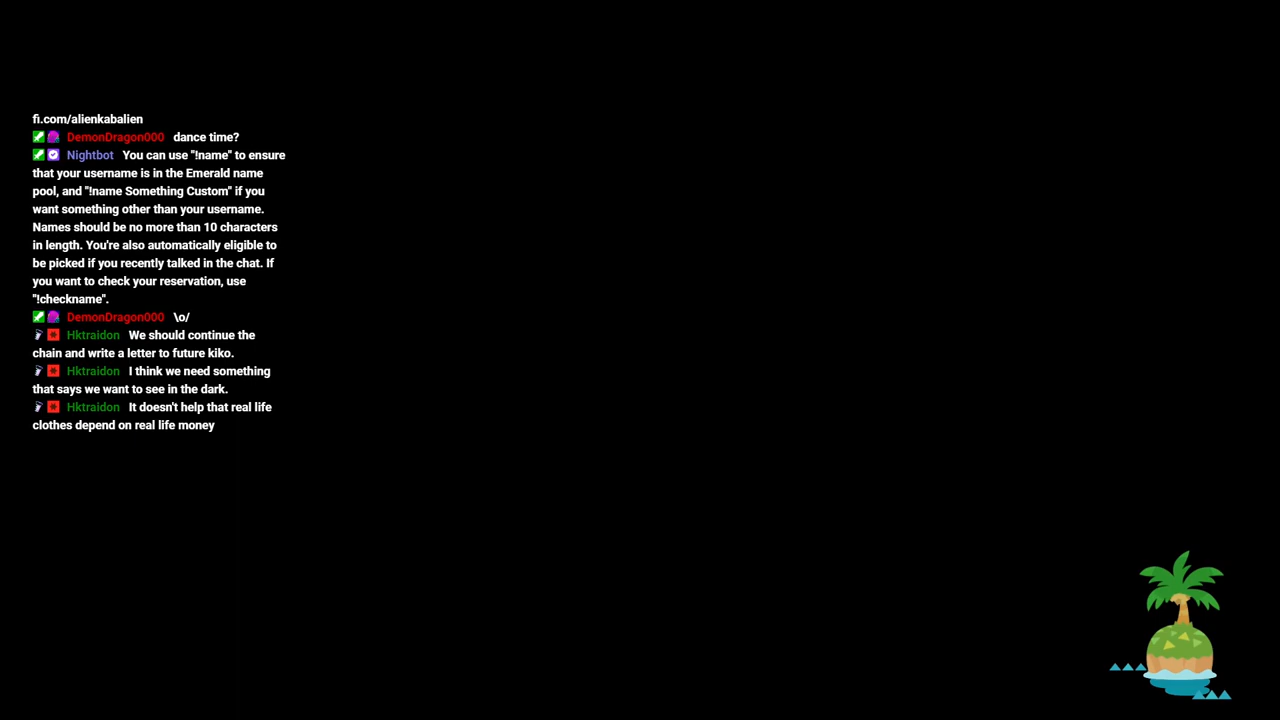 fi.com/alienkabalien
DemonDragon000 dance time?
Nightbot You can use "!name" to ensure
that your username is in the Emerald name
pool, and "!name Something Custom" if you
want something other than your username.
Names should be no more than 10 characters
in length. You're also automatically eligible to
be picked if you recently talked in the chat. If
you want to check your reservation, use
"!checkname".
DemonDragon000 \o/
Hktraidon We should continue the
chain and write a letter to future kiko.
Hktraidon I think we need something
that says we want to see in the dark.
Hktraidon It doesn't help that real life
clothes depend on real life money